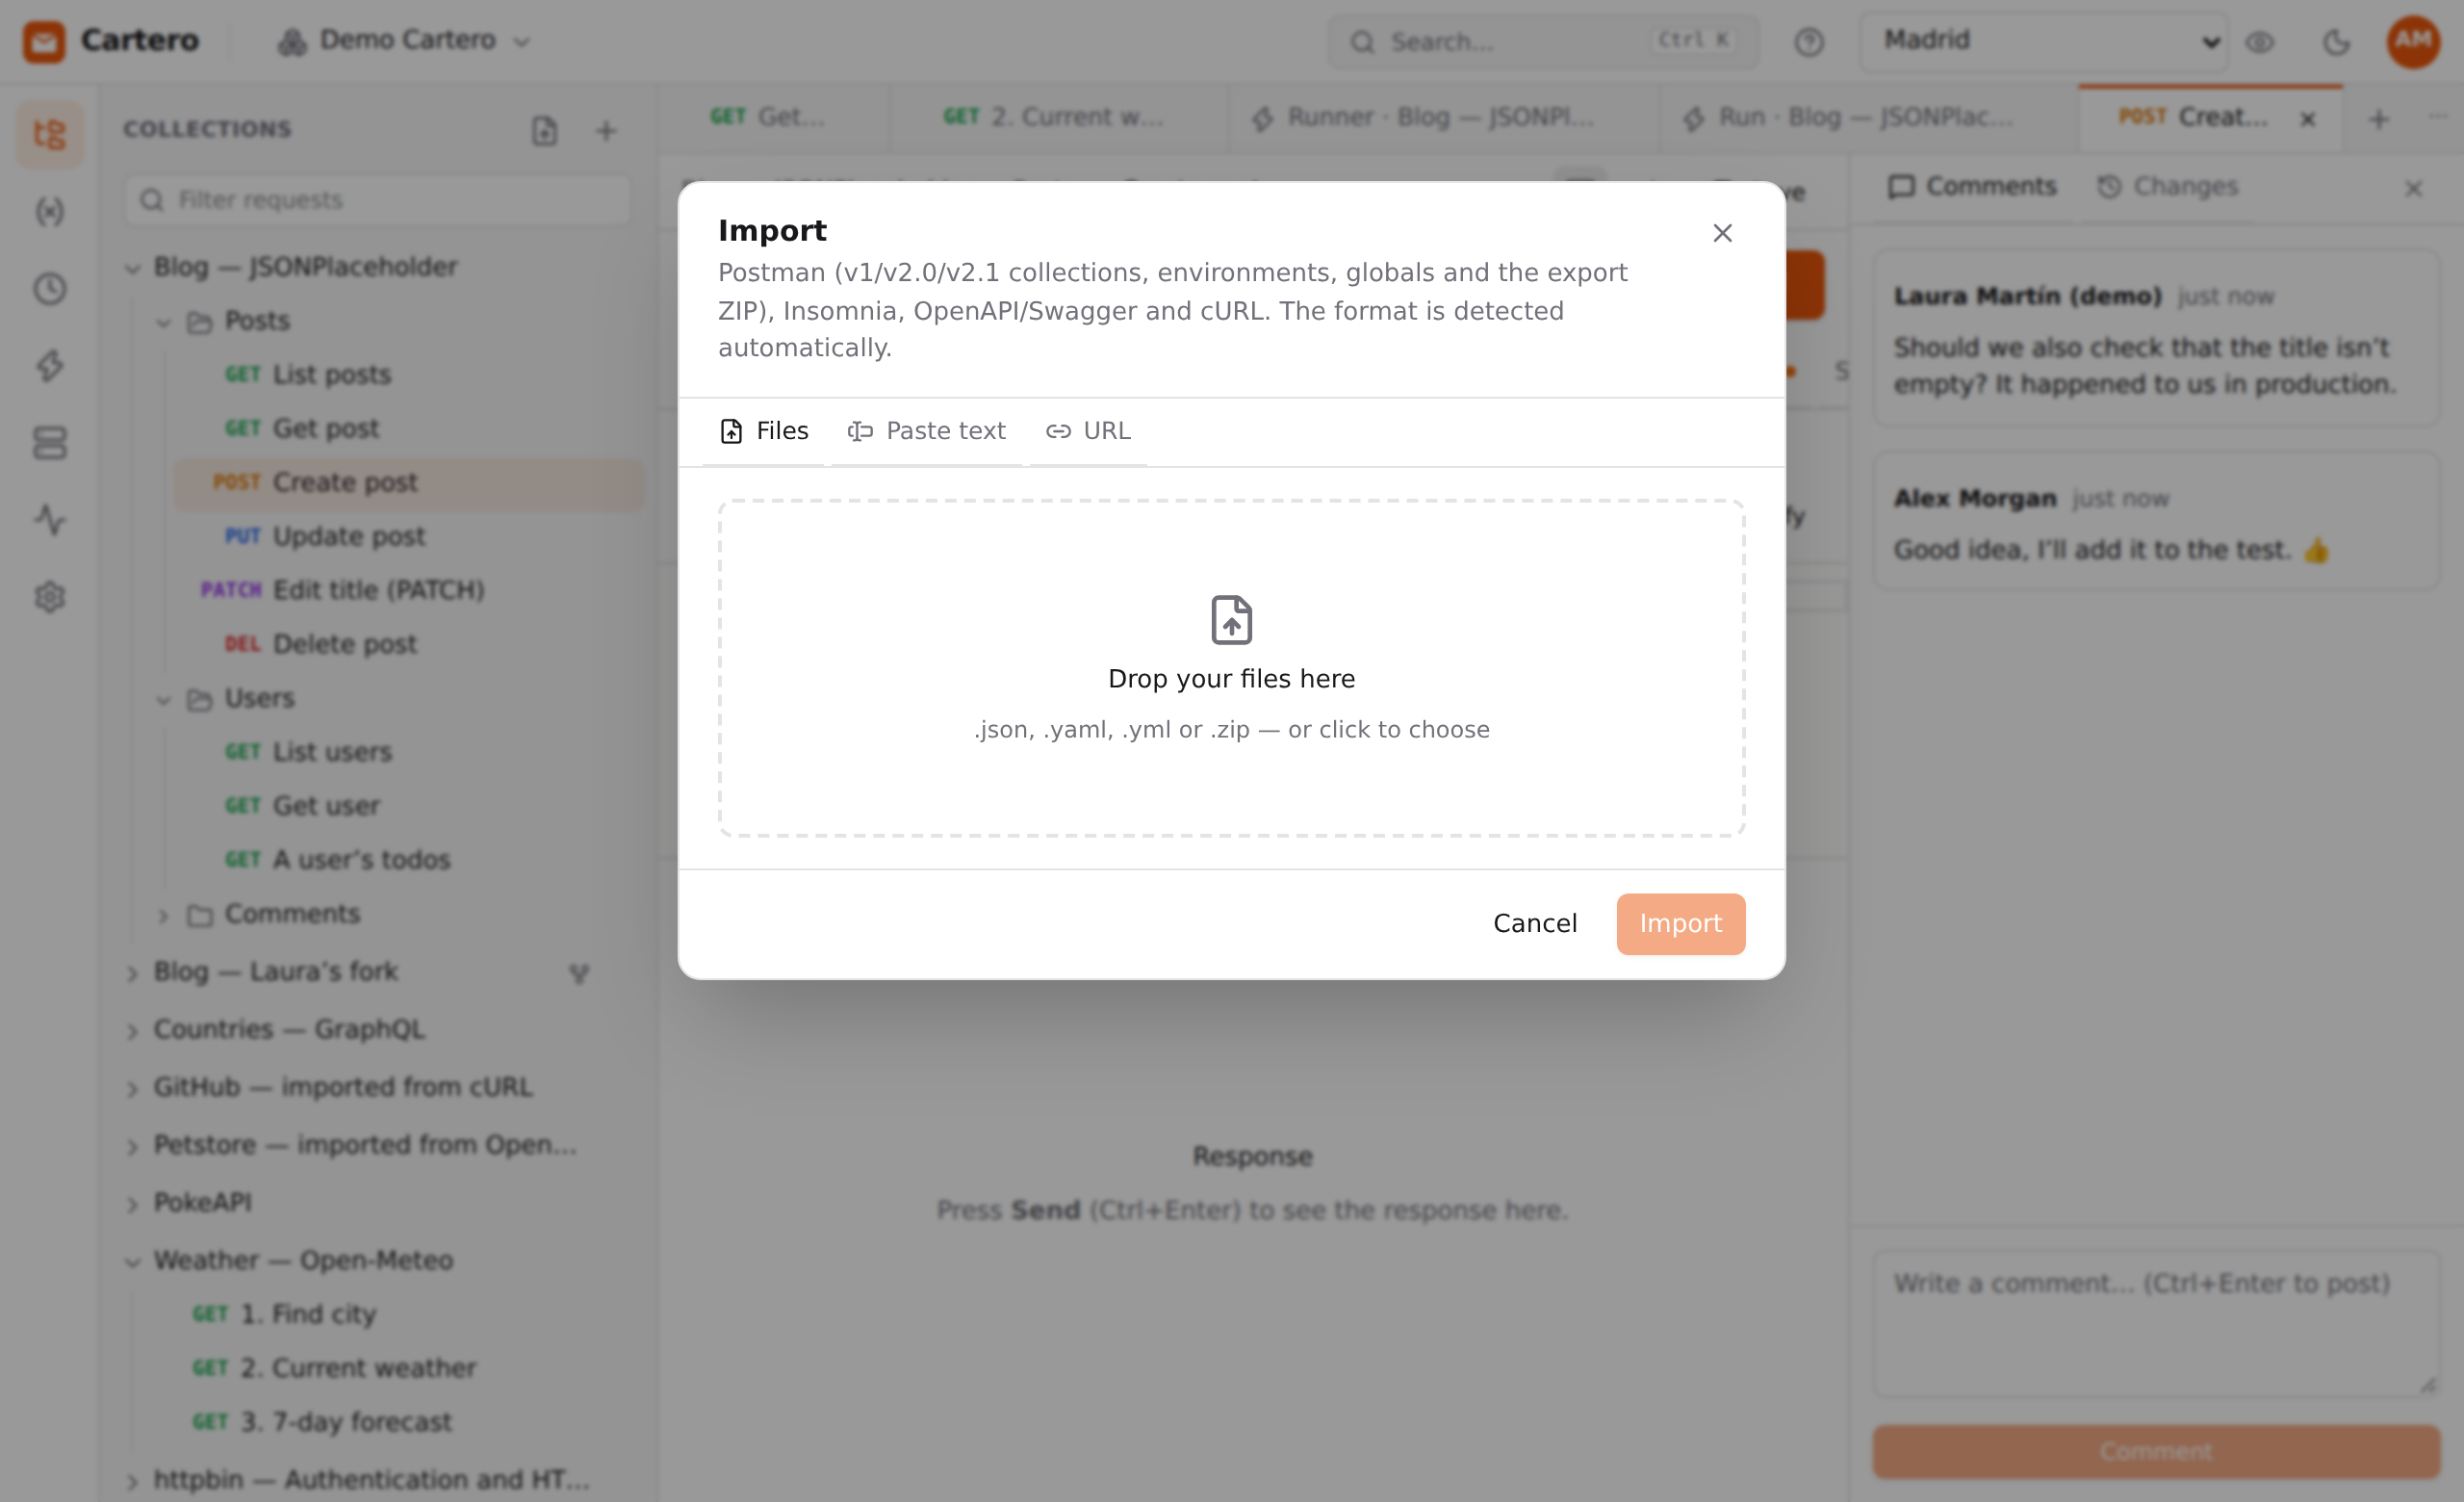 Cartero
Demo Cartero
Search...
Ctrl K
Madrid
AM
COLLECTIONS
Filter requests
Blog — JSONPlaceholder
Posts
GET List posts
GET Get post
POST Create post
PUT Update post
PATCH Edit title (PATCH)
DEL Delete post
Users
GET List users
GET Get user
GET A user’s todos
Comments
Blog — Laura’s fork
Countries — GraphQL
GitHub — imported from cURL
Petstore — imported from Open...
PokeAPI
Weather — Open-Meteo
GET 1. Find city
GET 2. Current weather
GET 3. 7-day forecast
httpbin — Authentication and HT...
GET Get...
GET 2. Current w...
Runner · Blog — JSONPl...
Run · Blog — JSONPlac...
POST Creat...
Import
Postman (v1/v2.0/v2.1 collections, environments, globals and the export
ZIP), Insomnia, OpenAPI/Swagger and cURL. The format is detected
automatically.
Files
Paste text
URL
Drop your files here
.json, .yaml, .yml or .zip — or click to choose
Cancel
Import
Response
Press Send (Ctrl+Enter) to see the response here.
Comments
Changes
Laura Martín (demo) just now
Should we also check that the title isn’t
empty? It happened to us in production.
Alex Morgan just now
Good idea, I’ll add it to the test. 👍
Write a comment... (Ctrl+Enter to post)
Comment